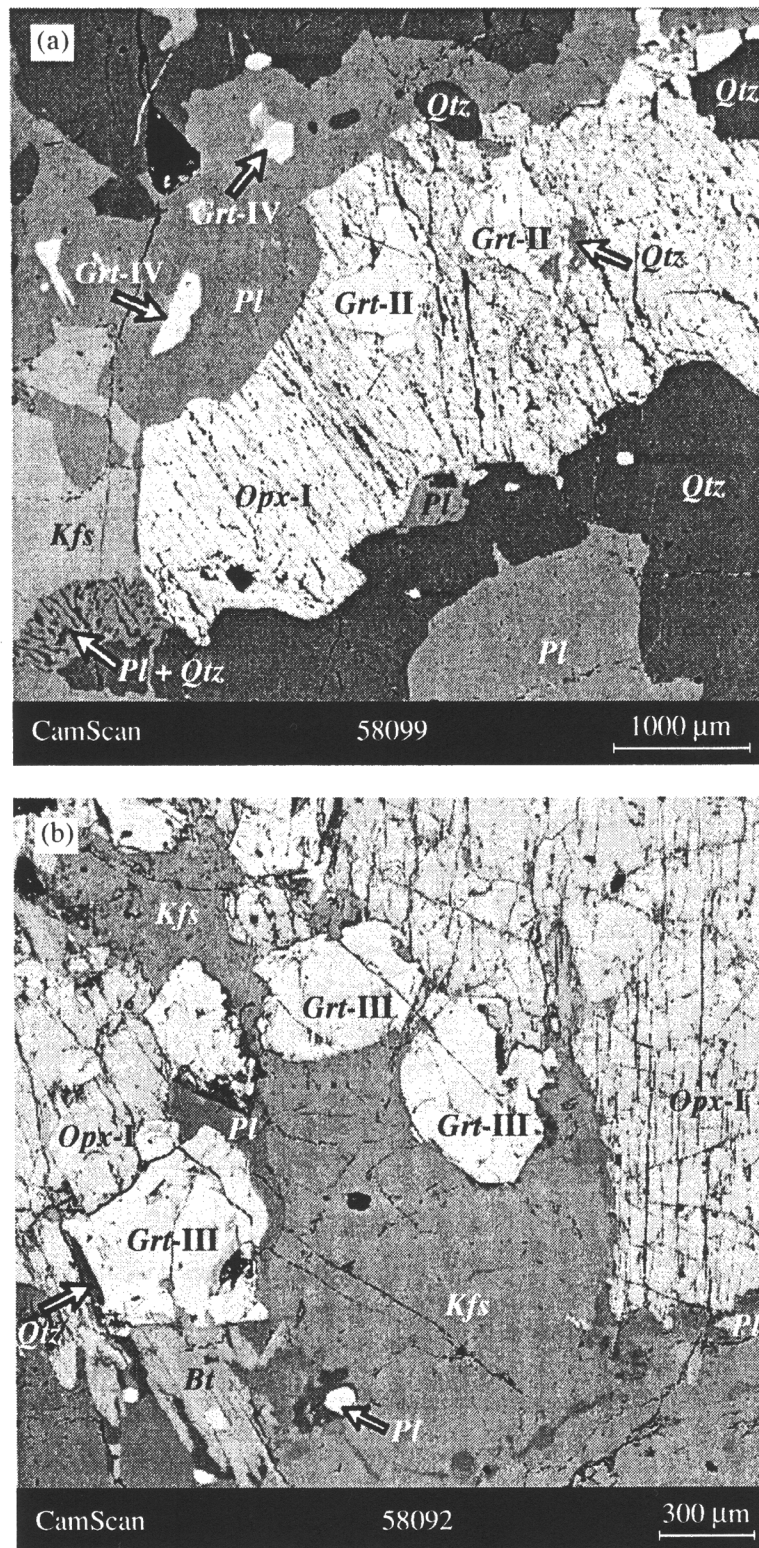 (a)
Qtz
Qtz
Grt-IV
Grt-II
Qtz
Grt-IV
Pl
Grt-II
Opx-I
Pl
Qtz
Kfs
Pl + Qtz
Pl
CamScan 58099 1000 μm
(b)
Kfs
Grt-III
Pl
Grt-III
Opx-I
Opx-I
Grt-III
Kfs
Qtz
Pl
Bt
Pl
CamScan 58092 300 μm